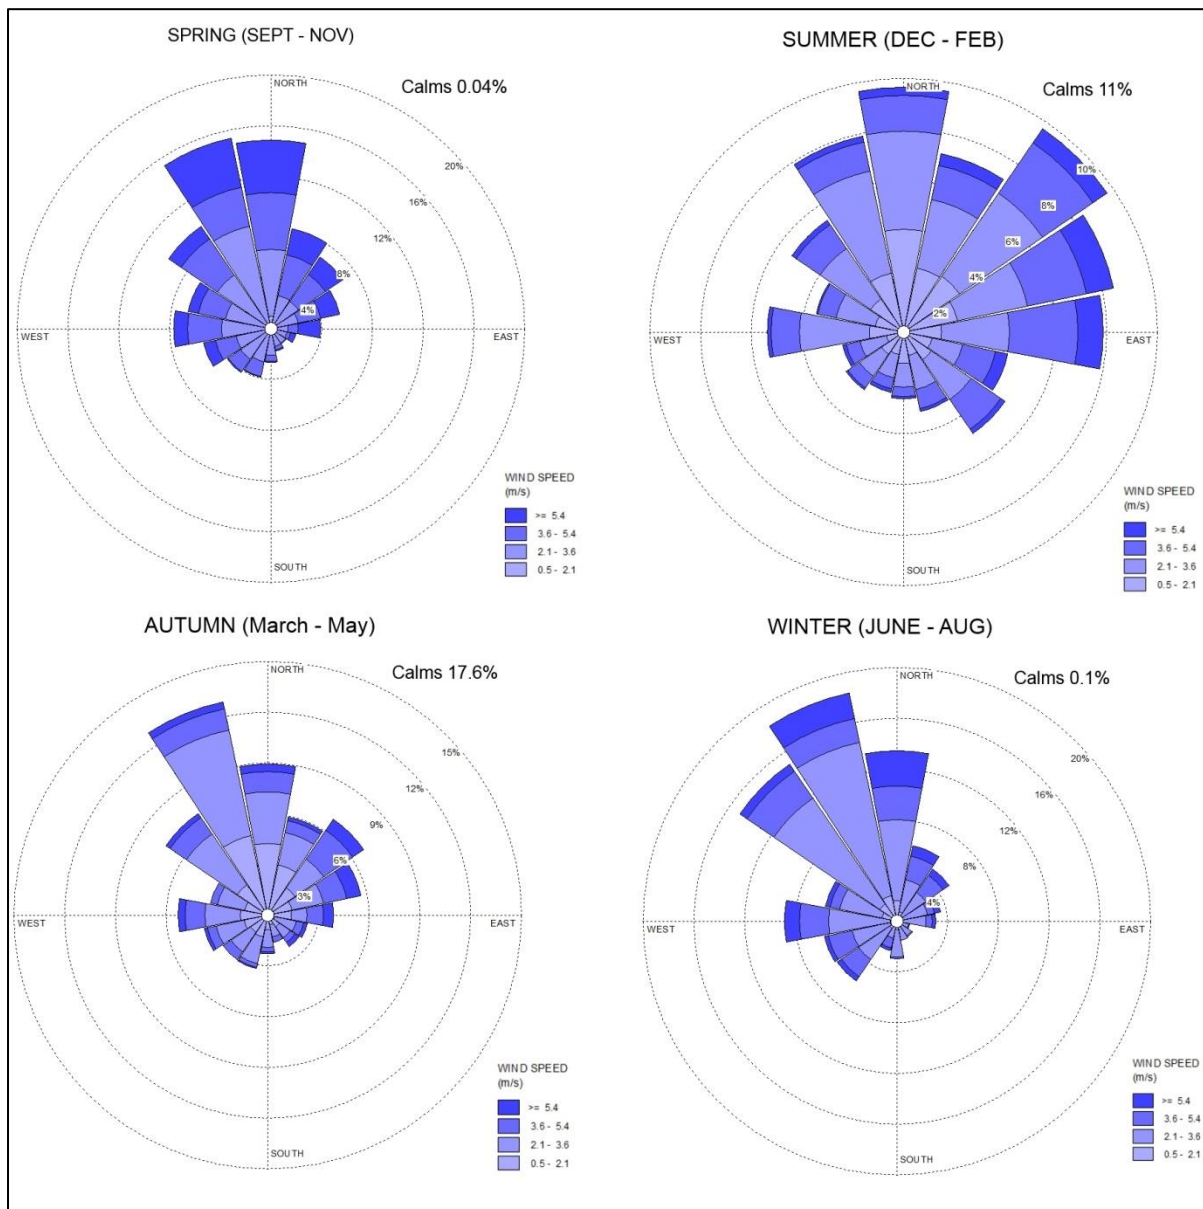 SPRING (SEPT - NOV)
Calms 0.04%
NORTH
20%
16%
12%
8%
4%
WEST
EAST
SOUTH
WIND SPEED
(m/s)
>= 5.4
3.6 - 5.4
2.1 - 3.6
0.5 - 2.1
SUMMER (DEC - FEB)
Calms 11%
NORTH
10%
8%
6%
4%
2%
WEST
EAST
SOUTH
WIND SPEED
(m/s)
>= 5.4
3.6 - 5.4
2.1 - 3.6
0.5 - 2.1
AUTUMN (March - May)
Calms 17.6%
NORTH
15%
12%
9%
6%
3%
WEST
EAST
SOUTH
WIND SPEED
(m/s)
>= 5.4
3.6 - 5.4
2.1 - 3.6
0.5 - 2.1
WINTER (JUNE - AUG)
Calms 0.1%
NORTH
20%
16%
12%
8%
4%
WEST
EAST
SOUTH
WIND SPEED
(m/s)
>= 5.4
3.6 - 5.4
2.1 - 3.6
0.5 - 2.1